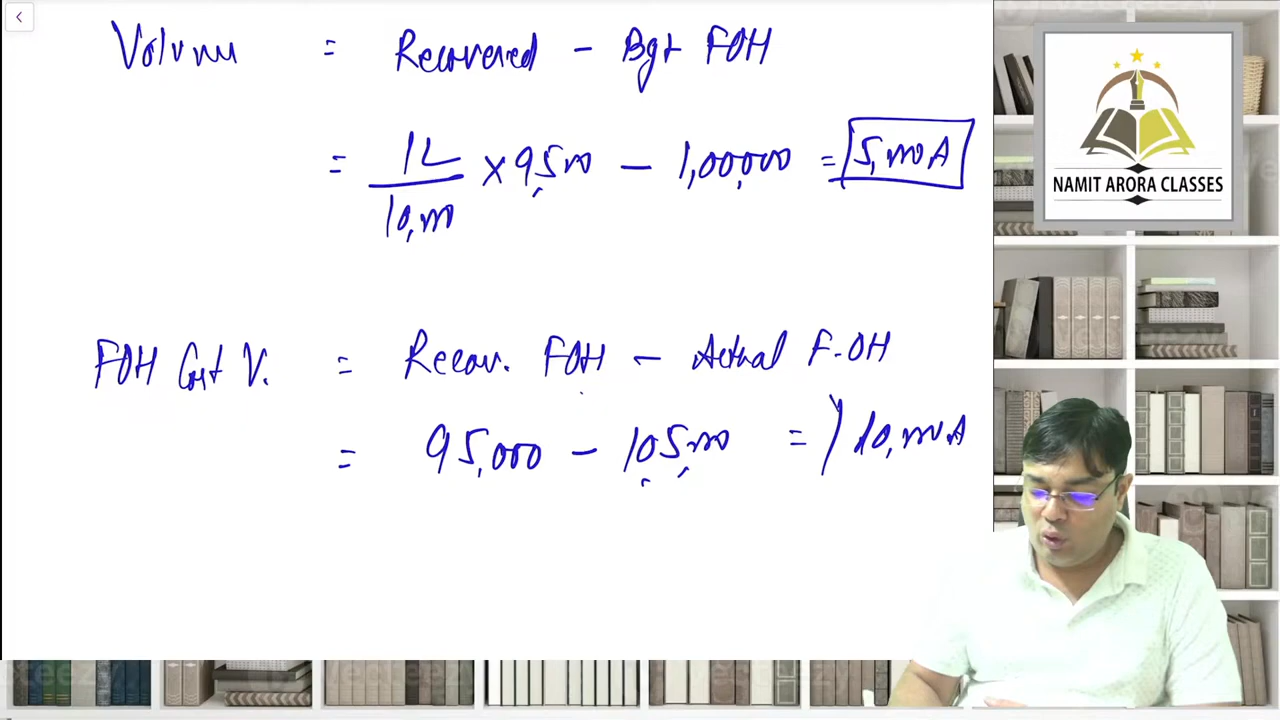 Volume = Recovered - Bgt FOH
= 1L / 10,000 × 9,500 - 1,00,000 = 5,000 A
FOH Cost V. = Recov. FOH - Actual F.OH
= 95,000 - 105,000 = 10,000 A
NAMIT ARORA CLASSES